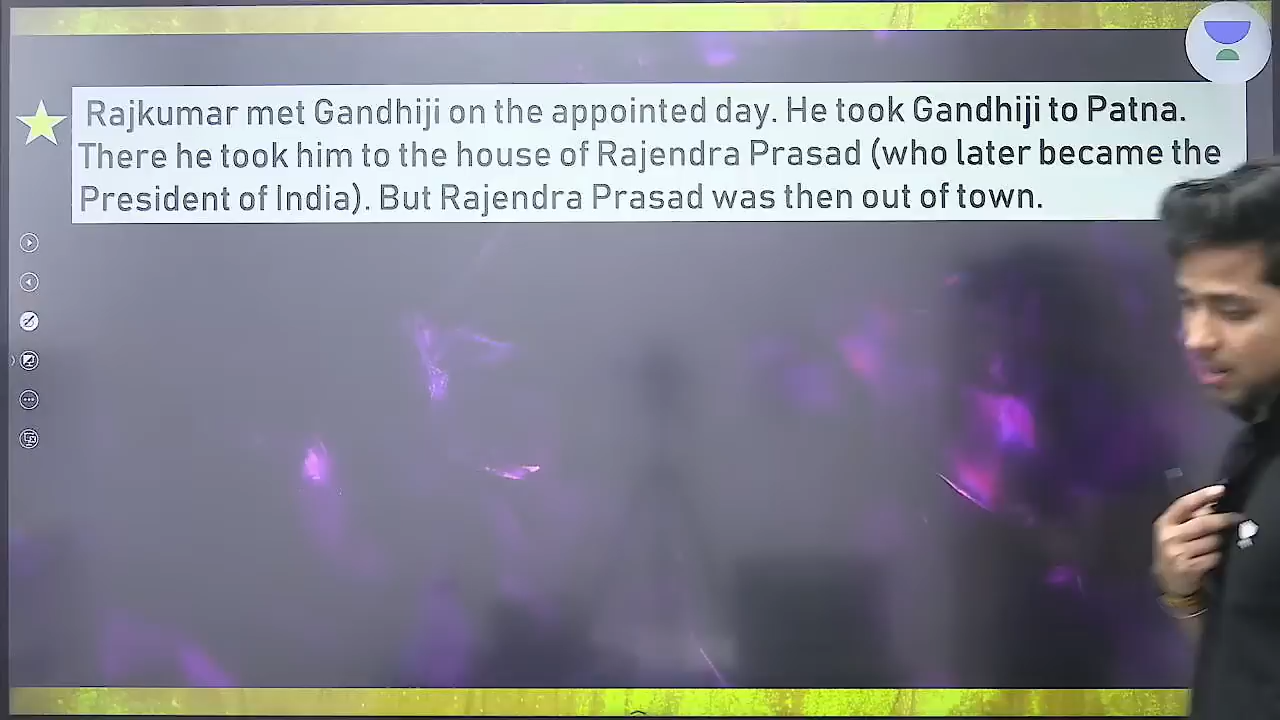 Rajkumar met Gandhiji on the appointed day. He took Gandhiji to Patna.
There he took him to the house of Rajendra Prasad (who later became the
President of India). But Rajendra Prasad was then out of town.